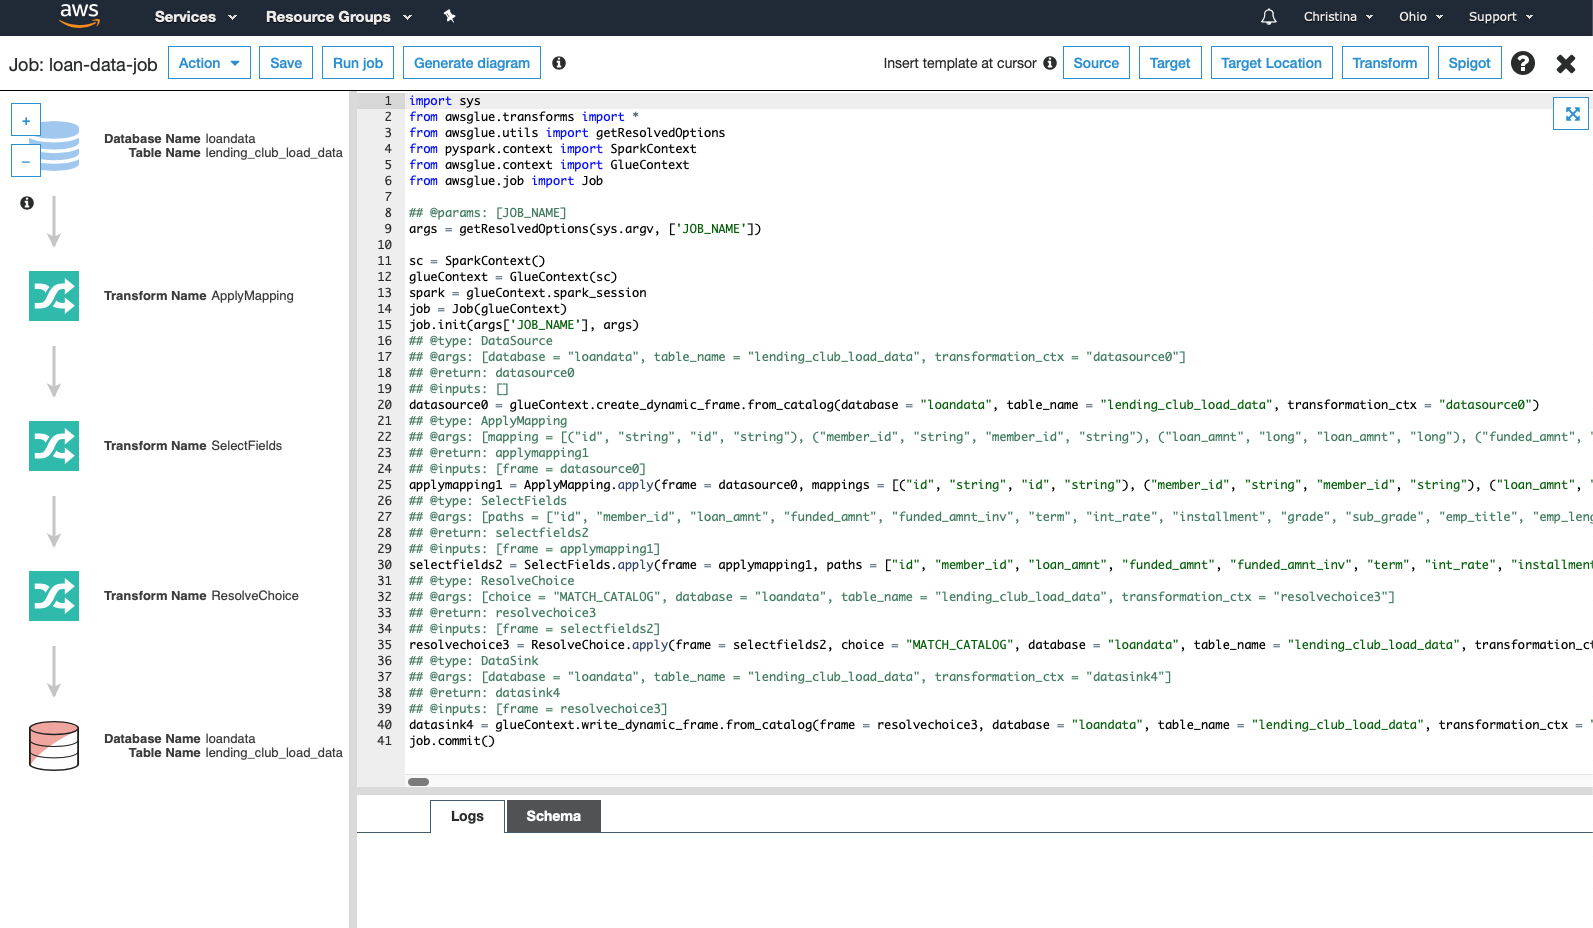 aws Services Resource Groups Christina Ohio Support
Job: loan-data-job Action Save Run job Generate diagram Insert template at cursor Source Target Target Location Transform Spigot
+
−
Database Name loandata
Table Name lending_club_load_data
Transform Name ApplyMapping
Transform Name SelectFields
Transform Name ResolveChoice
Database Name loandata
Table Name lending_club_load_data
1 import sys
2 from awsglue.transforms import *
3 from awsglue.utils import getResolvedOptions
4 from pyspark.context import SparkContext
5 from awsglue.context import GlueContext
6 from awsglue.job import Job
7
8 ## @params: [JOB_NAME]
9 args = getResolvedOptions(sys.argv, ['JOB_NAME'])
10
11 sc = SparkContext()
12 glueContext = GlueContext(sc)
13 spark = glueContext.spark_session
14 job = Job(glueContext)
15 job.init(args['JOB_NAME'], args)
16 ## @type: DataSource
17 ## @args: [database = "loandata", table_name = "lending_club_load_data", transformation_ctx = "datasource0"]
18 ## @return: datasource0
19 ## @inputs: []
20 datasource0 = glueContext.create_dynamic_frame.from_catalog(database = "loandata", table_name = "lending_club_load_data", transformation_ctx = "datasource0")
21 ## @type: ApplyMapping
22 ## @args: [mapping = [("id", "string", "id", "string"), ("member_id", "string", "member_id", "string"), ("loan_amnt", "long", "loan_amnt", "long"), ("funded_amnt", "
23 ## @return: applymapping1
24 ## @inputs: [frame = datasource0]
25 applymapping1 = ApplyMapping.apply(frame = datasource0, mappings = [("id", "string", "id", "string"), ("member_id", "string", "member_id", "string"), ("loan_amnt", "
26 ## @type: SelectFields
27 ## @args: [paths = ["id", "member_id", "loan_amnt", "funded_amnt", "funded_amnt_inv", "term", "int_rate", "installment", "grade", "sub_grade", "emp_title", "emp_leng
28 ## @return: selectfields2
29 ## @inputs: [frame = applymapping1]
30 selectfields2 = SelectFields.apply(frame = applymapping1, paths = ["id", "member_id", "loan_amnt", "funded_amnt", "funded_amnt_inv", "term", "int_rate", "installment
31 ## @type: ResolveChoice
32 ## @args: [choice = "MATCH_CATALOG", database = "loandata", table_name = "lending_club_load_data", transformation_ctx = "resolvechoice3"]
33 ## @return: resolvechoice3
34 ## @inputs: [frame = selectfields2]
35 resolvechoice3 = ResolveChoice.apply(frame = selectfields2, choice = "MATCH_CATALOG", database = "loandata", table_name = "lending_club_load_data", transformation_ct
36 ## @type: DataSink
37 ## @args: [database = "loandata", table_name = "lending_club_load_data", transformation_ctx = "datasink4"]
38 ## @return: datasink4
39 ## @inputs: [frame = resolvechoice3]
40 datasink4 = glueContext.write_dynamic_frame.from_catalog(frame = resolvechoice3, database = "loandata", table_name = "lending_club_load_data", transformation_ctx = "
41 job.commit()
Logs Schema